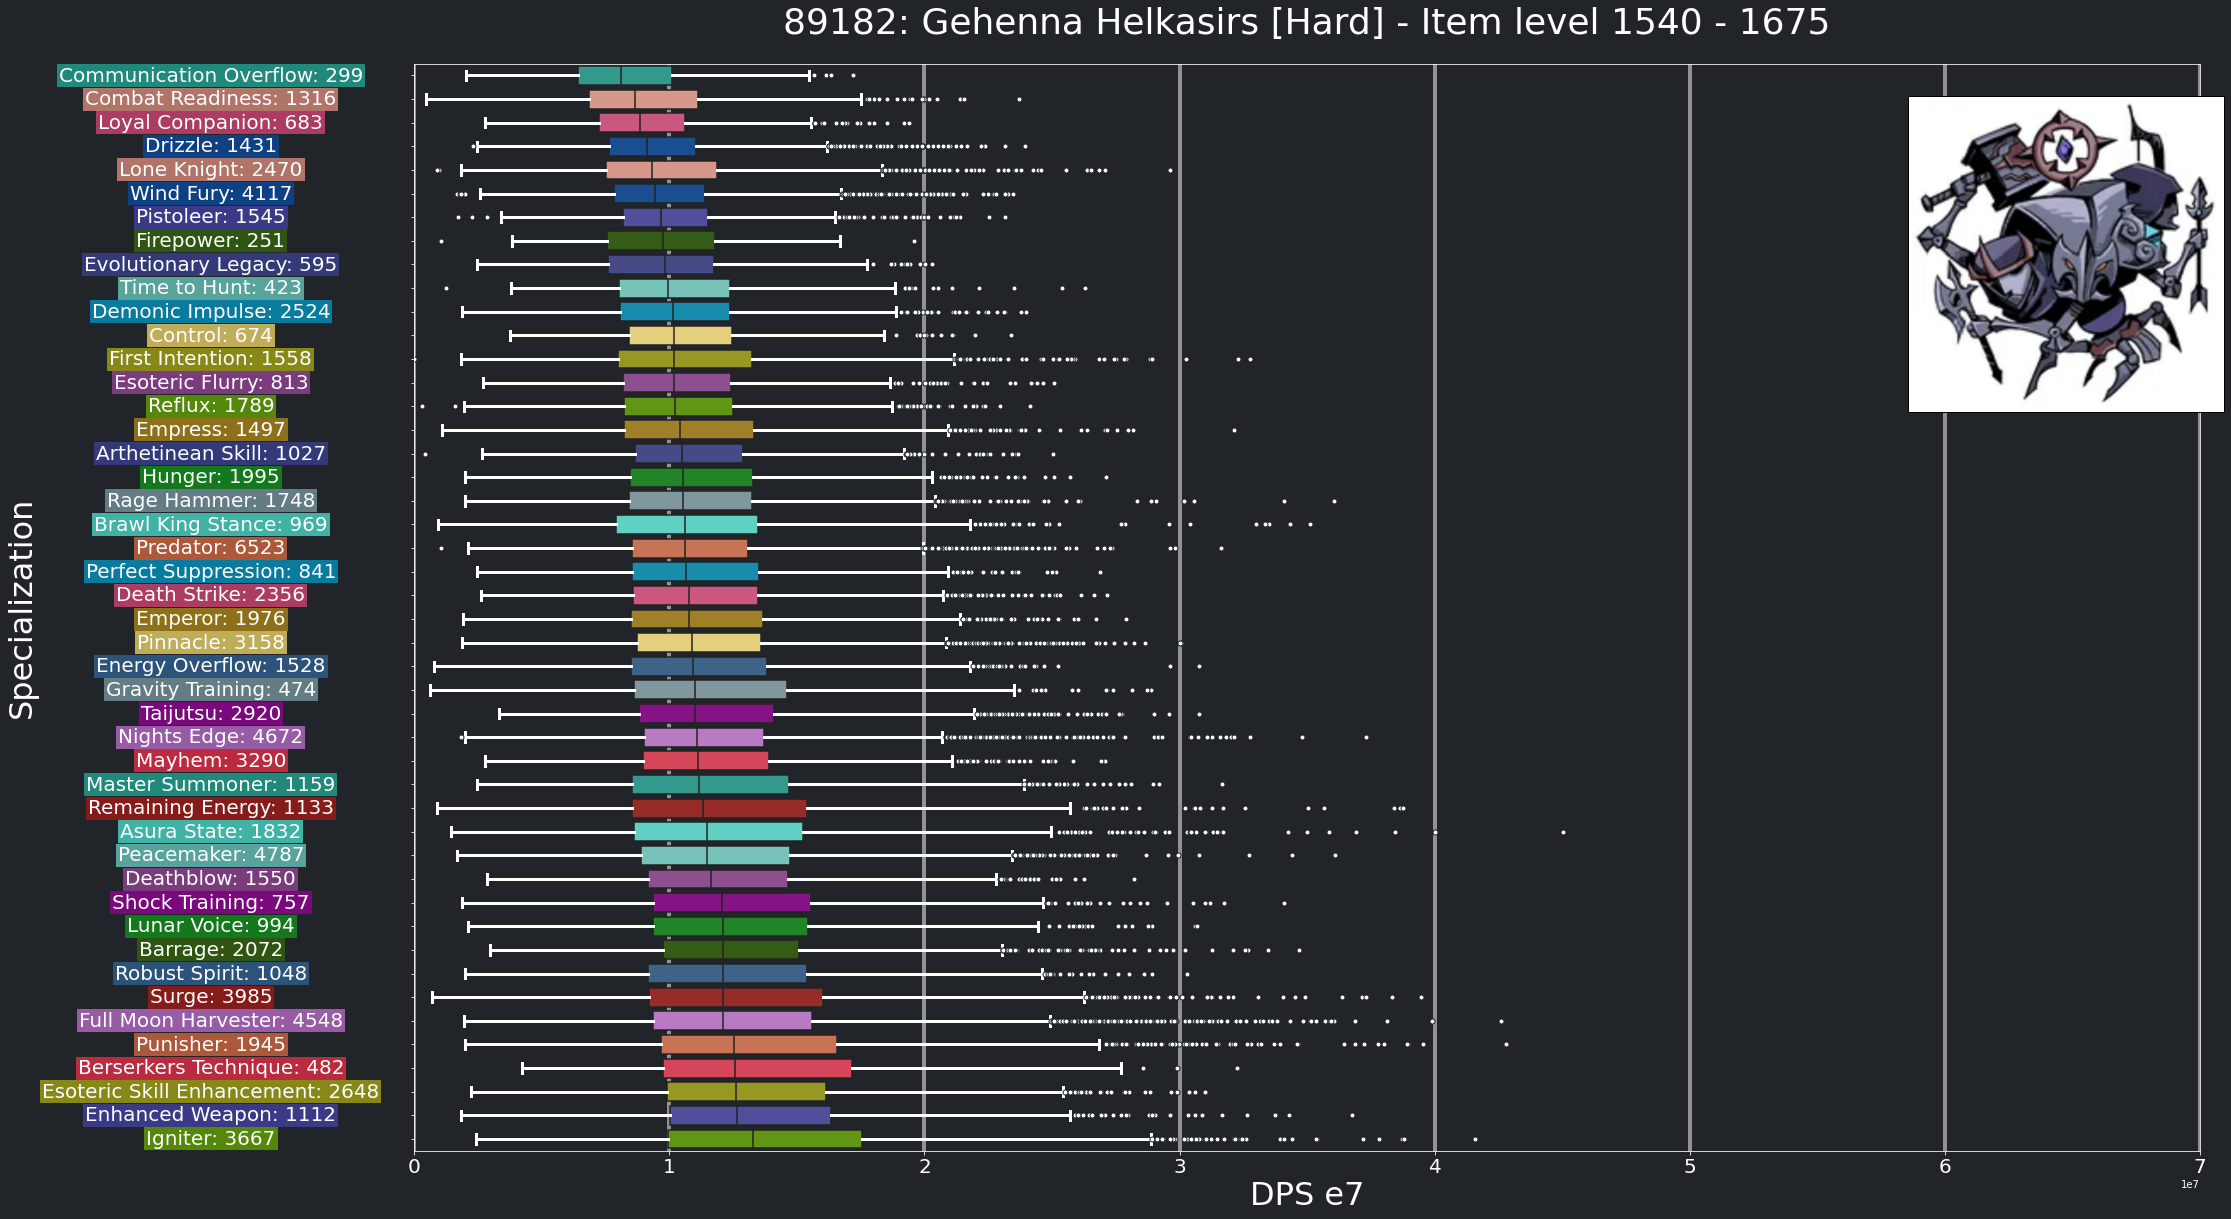 89182: Gehenna Helkasirs [Hard] - Item level 1540 - 1675
Communication Overflow: 299
Combat Readiness: 1316
Loyal Companion: 683
Drizzle: 1431
Lone Knight: 2470
Wind Fury: 4117
Pistoleer: 1545
Firepower: 251
Evolutionary Legacy: 595
Time to Hunt: 423
Demonic Impulse: 2524
Control: 674
First Intention: 1558
Esoteric Flurry: 813
Reflux: 1789
Empress: 1497
Arthetinean Skill: 1027
Hunger: 1995
Rage Hammer: 1748
Brawl King Stance: 969
Predator: 6523
Perfect Suppression: 841
Death Strike: 2356
Emperor: 1976
Pinnacle: 3158
Energy Overflow: 1528
Gravity Training: 474
Taijutsu: 2920
Nights Edge: 4672
Mayhem: 3290
Master Summoner: 1159
Remaining Energy: 1133
Asura State: 1832
Peacemaker: 4787
Deathblow: 1550
Shock Training: 757
Lunar Voice: 994
Barrage: 2072
Robust Spirit: 1048
Surge: 3985
Full Moon Harvester: 4548
Punisher: 1945
Berserkers Technique: 482
Esoteric Skill Enhancement: 2648
Enhanced Weapon: 1112
Igniter: 3667
Specialization
0 1 2 3 4 5 6 7
1e7
DPS e7